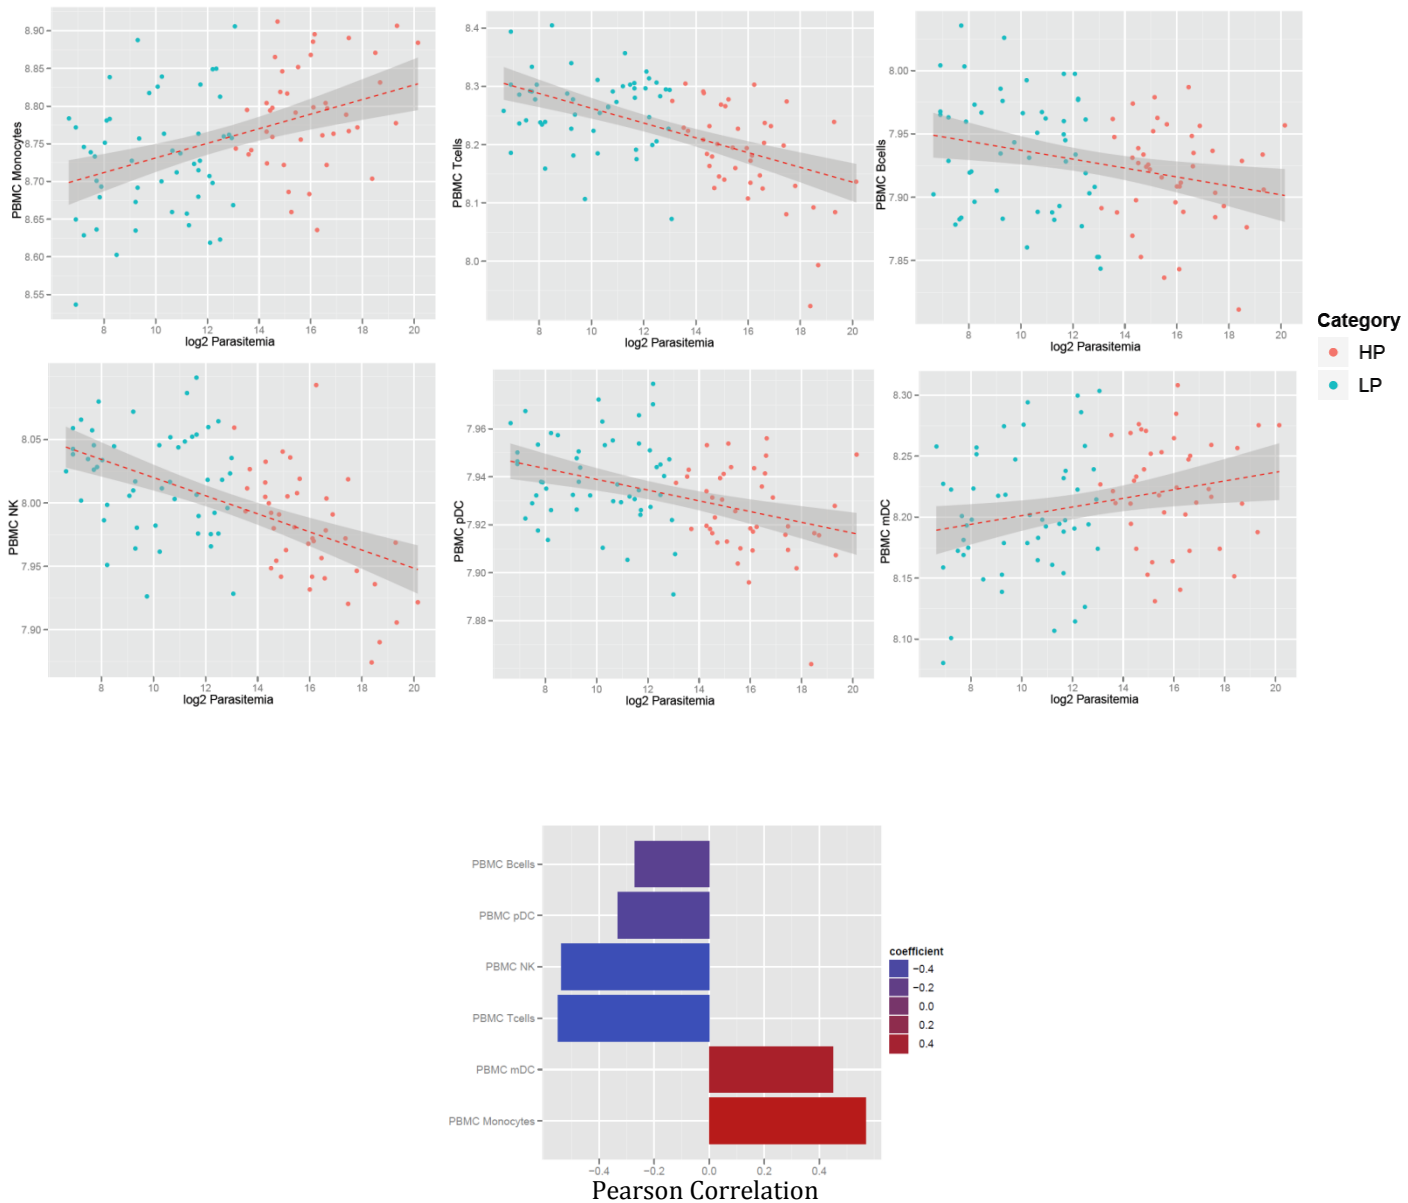 PBMC Monocytes
8.90
8.85
8.80
8.75
8.70
8.65
8.60
8.55
8 10 12 14 16 18 20
log2 Parasitemia
PBMC Tcells
8.4
8.3
8.2
8.1
8.0
8 10 12 14 16 18 20
log2 Parasitemia
PBMC Bcells
8.00
7.95
7.90
7.85
8 10 12 14 16 18 20
log2 Parasitemia
Category
HP
LP
PBMC NK
8.05
8.00
7.95
7.90
8 10 12 14 16 18 20
log2 Parasitemia
PBMC pDC
7.96
7.94
7.92
7.90
7.88
8 10 12 14 16 18 20
log2 Parasitemia
PBMC mDC
8.30
8.25
8.20
8.15
8.10
8 10 12 14 16 18 20
log2 Parasitemia
PBMC Bcells
PBMC pDC
PBMC NK
PBMC Tcells
PBMC mDC
PBMC Monocytes
−0.4 −0.2 0.0 0.2 0.4
Pearson Correlation
coefficient
−0.4
−0.2
0.0
0.2
0.4